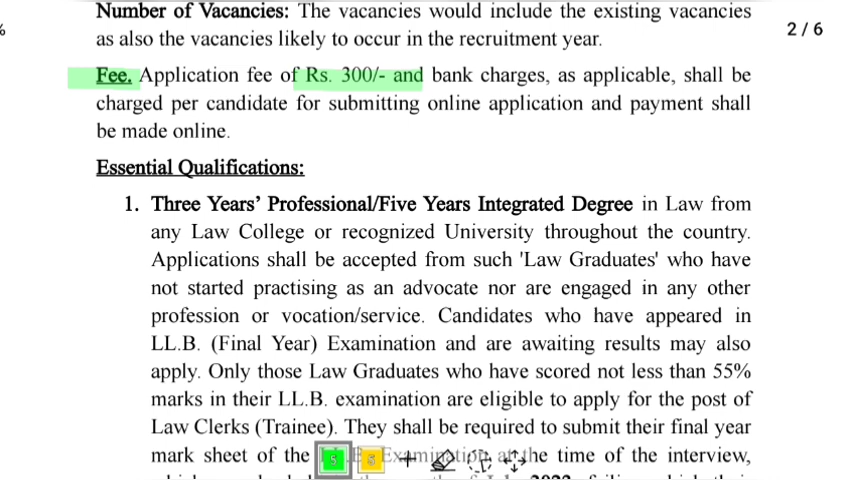 Number of Vacancies: The vacancies would include the existing vacancies
as also the vacancies likely to occur in the recruitment year.
2 / 6
Fee. Application fee of Rs. 300/- and bank charges, as applicable, shall be
charged per candidate for submitting online application and payment shall
be made online.
Essential Qualifications:
1. Three Years’ Professional/Five Years Integrated Degree in Law from
any Law College or recognized University throughout the country.
Applications shall be accepted from such 'Law Graduates' who have
not started practising as an advocate nor are engaged in any other
profession or vocation/service. Candidates who have appeared in
LL.B. (Final Year) Examination and are awaiting results may also
apply. Only those Law Graduates who have scored not less than 55%
marks in their LL.B. examination are eligible to apply for the post of
Law Clerks (Trainee). They shall be required to submit their final year
mark sheet of the Examination at the time of the interview,